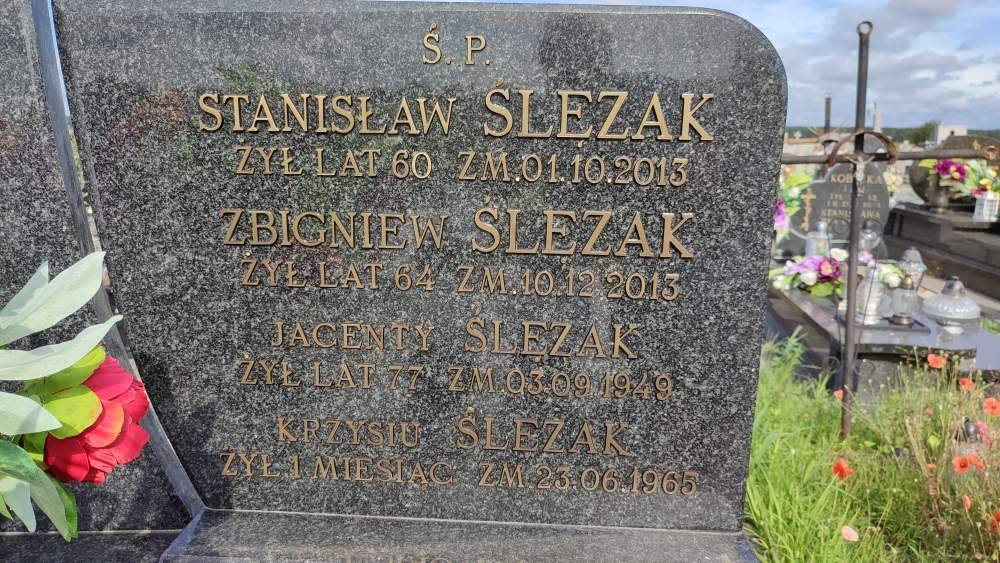 Ś. P.
STANISŁAW ŚLĘZAK
ŻYŁ LAT 60 ZM. 01.10.2013
ZBIGNIEW ŚLĘZAK
ŻYŁ LAT 64 ZM. 10.12.2013
JACENTY ŚLĘZAK
ŻYŁ LAT 77 ZM. 03.09.1949
KRZYSIU ŚLĘZAK
ŻYŁ 1 MIESIĄC ZM. 23.06.1965